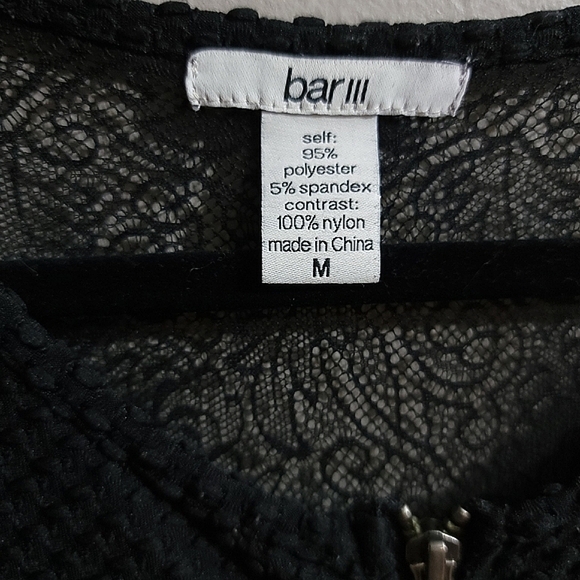 bar III
self:
95%
polyester
5% spandex
contrast:
100% nylon
made in China
M